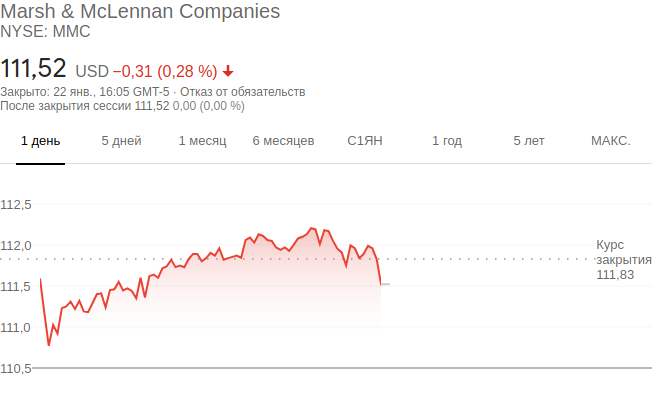 Marsh & McLennan Companies
NYSE: MMC
111,52 USD −0,31 (0,28 %)
Закрыто: 22 янв., 16:05 GMT-5 · Отказ от обязательств
После закрытия сессии 111,52 0,00 (0,00 %)
1 день 5 дней 1 месяц 6 месяцев С1ЯН 1 год 5 лет МАКС.
112,5
112,0
Курс
закрытия
111,83
111,5
111,0
110,5